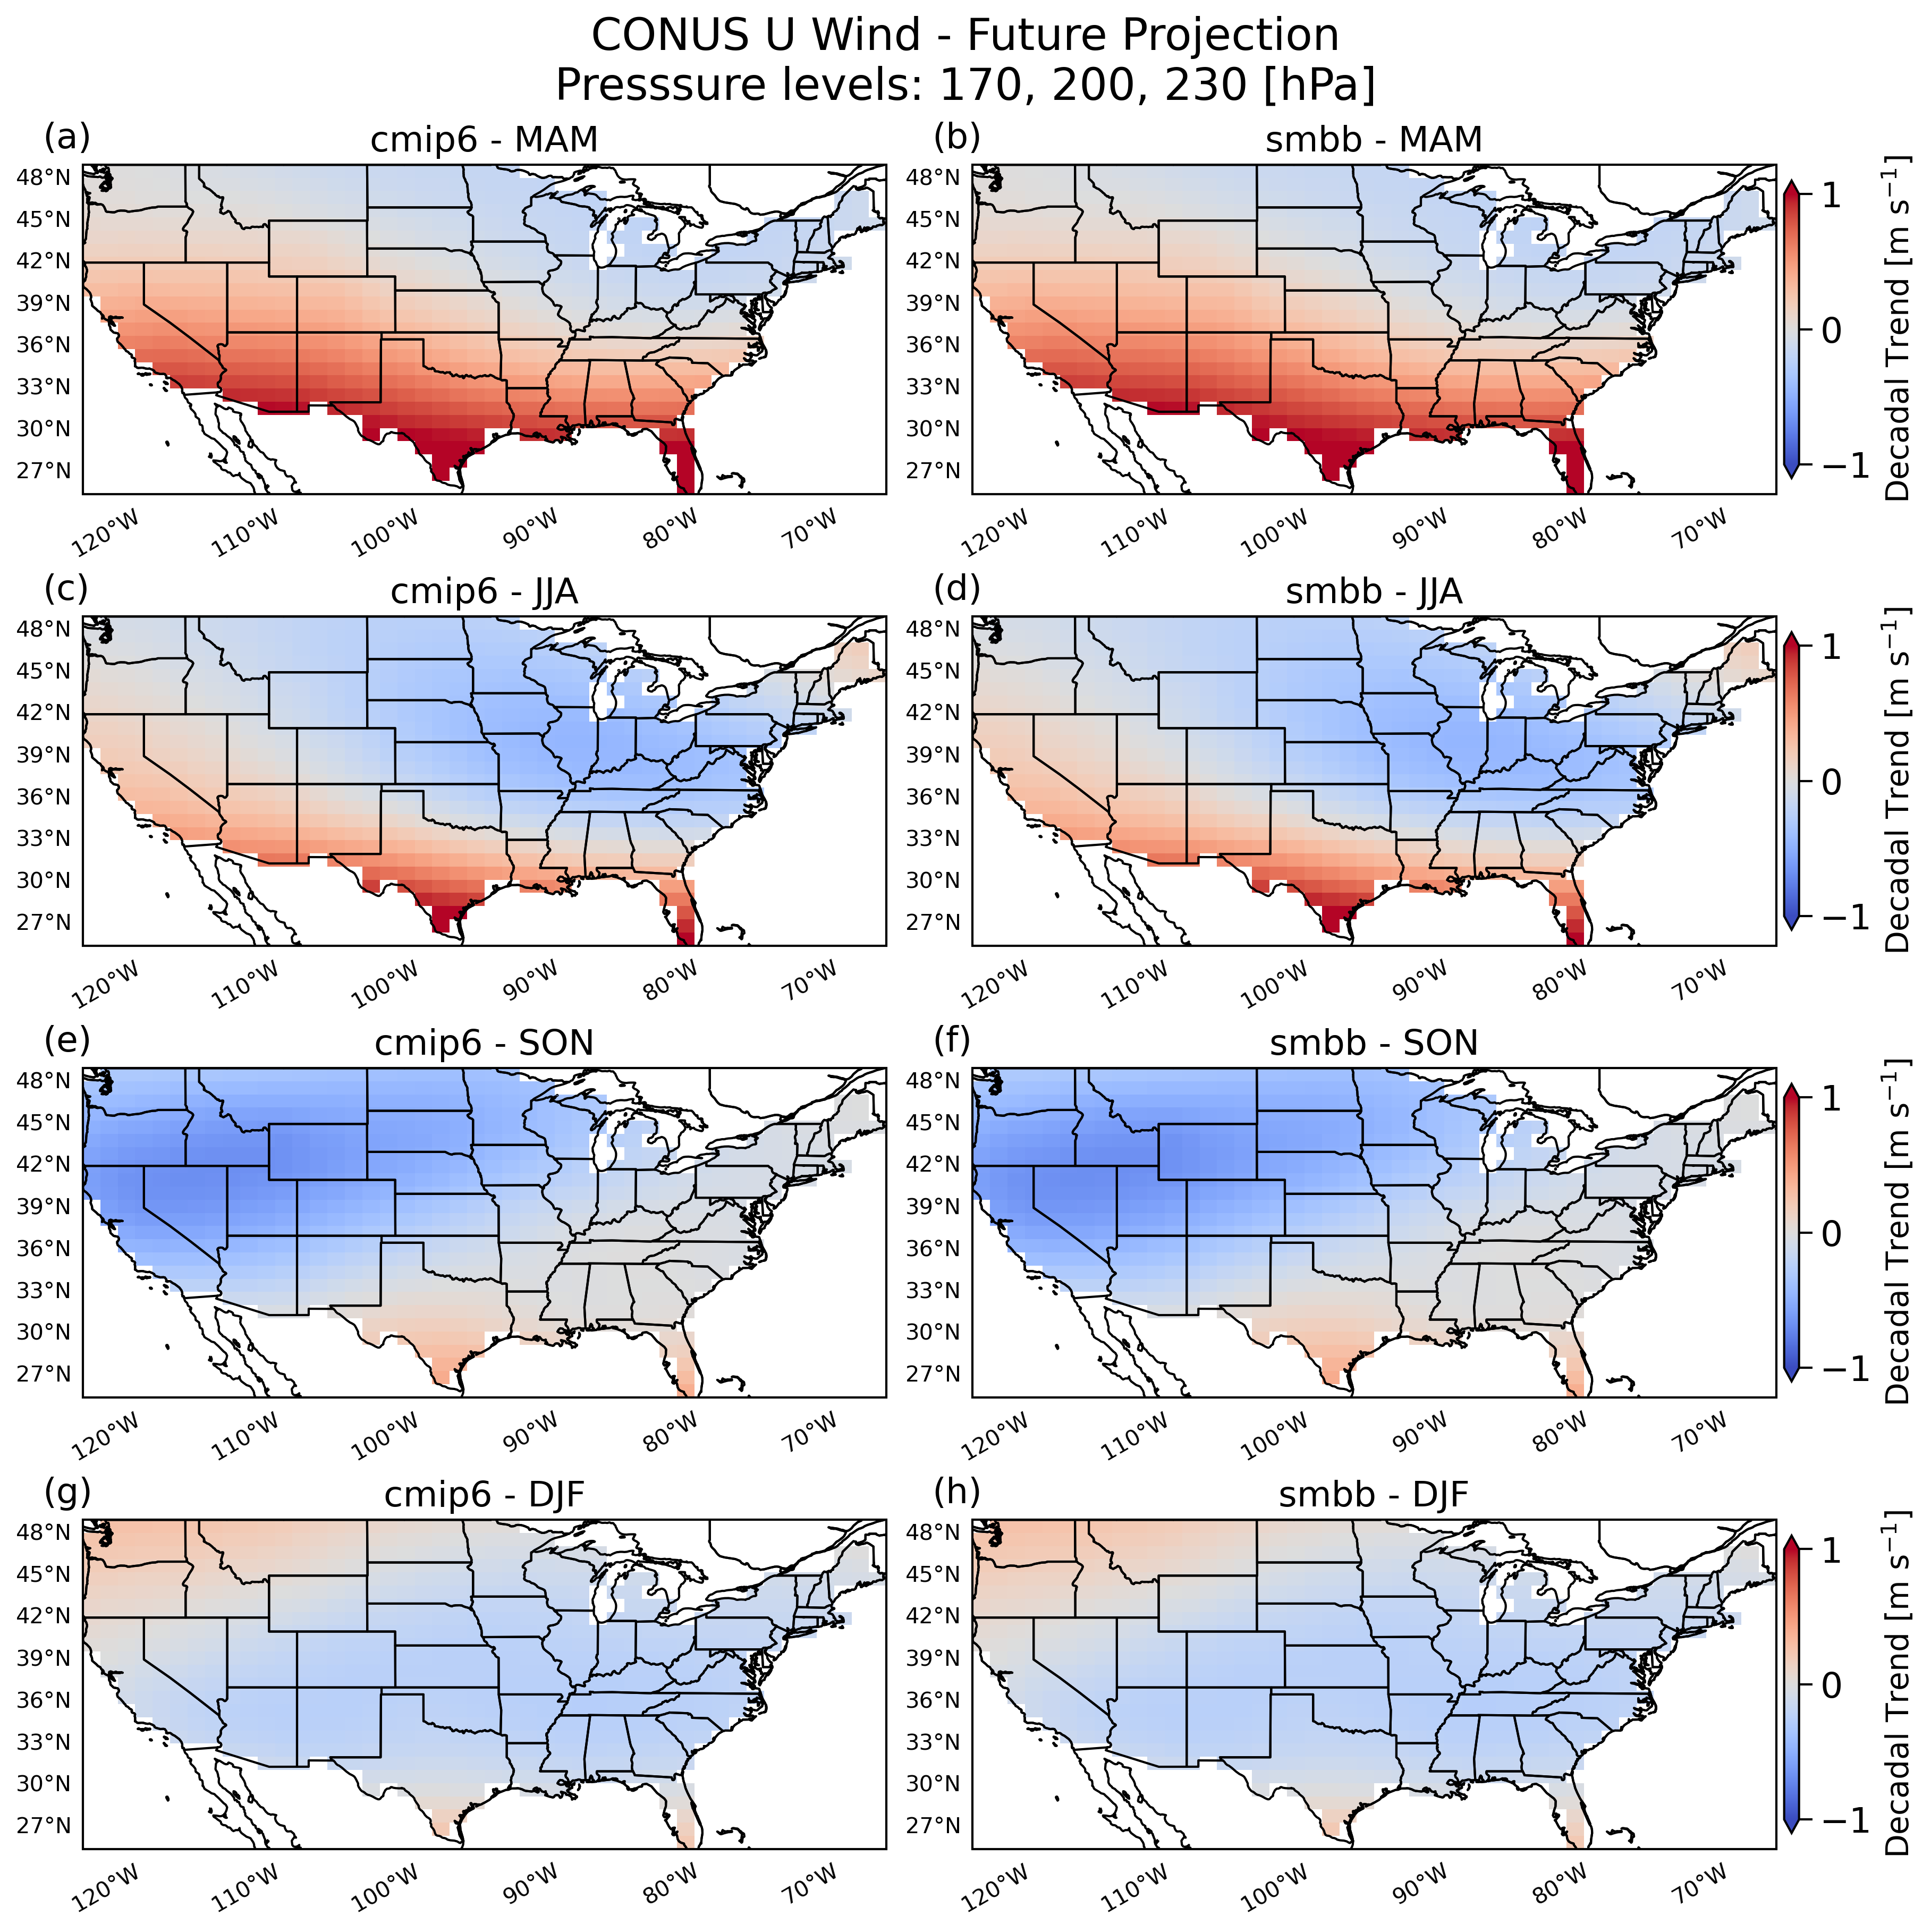 CONUS U Wind - Future Projection
Presssure levels: 170, 200, 230 [hPa]
(a)
cmip6 - MAM
48°N
45°N
42°N
39°N
36°N
33°N
30°N
27°N
120°W 110°W 100°W 90°W 80°W 70°W
(b)
smbb - MAM
48°N
45°N
42°N
39°N
36°N
33°N
30°N
27°N
120°W 110°W 100°W 90°W 80°W 70°W
1
0
−1
Decadal Trend [m s⁻¹]
(c)
cmip6 - JJA
48°N
45°N
42°N
39°N
36°N
33°N
30°N
27°N
120°W 110°W 100°W 90°W 80°W 70°W
(d)
smbb - JJA
48°N
45°N
42°N
39°N
36°N
33°N
30°N
27°N
120°W 110°W 100°W 90°W 80°W 70°W
1
0
−1
Decadal Trend [m s⁻¹]
(e)
cmip6 - SON
48°N
45°N
42°N
39°N
36°N
33°N
30°N
27°N
120°W 110°W 100°W 90°W 80°W 70°W
(f)
smbb - SON
48°N
45°N
42°N
39°N
36°N
33°N
30°N
27°N
120°W 110°W 100°W 90°W 80°W 70°W
1
0
−1
Decadal Trend [m s⁻¹]
(g)
cmip6 - DJF
48°N
45°N
42°N
39°N
36°N
33°N
30°N
27°N
120°W 110°W 100°W 90°W 80°W 70°W
(h)
smbb - DJF
48°N
45°N
42°N
39°N
36°N
33°N
30°N
27°N
120°W 110°W 100°W 90°W 80°W 70°W
1
0
−1
Decadal Trend [m s⁻¹]